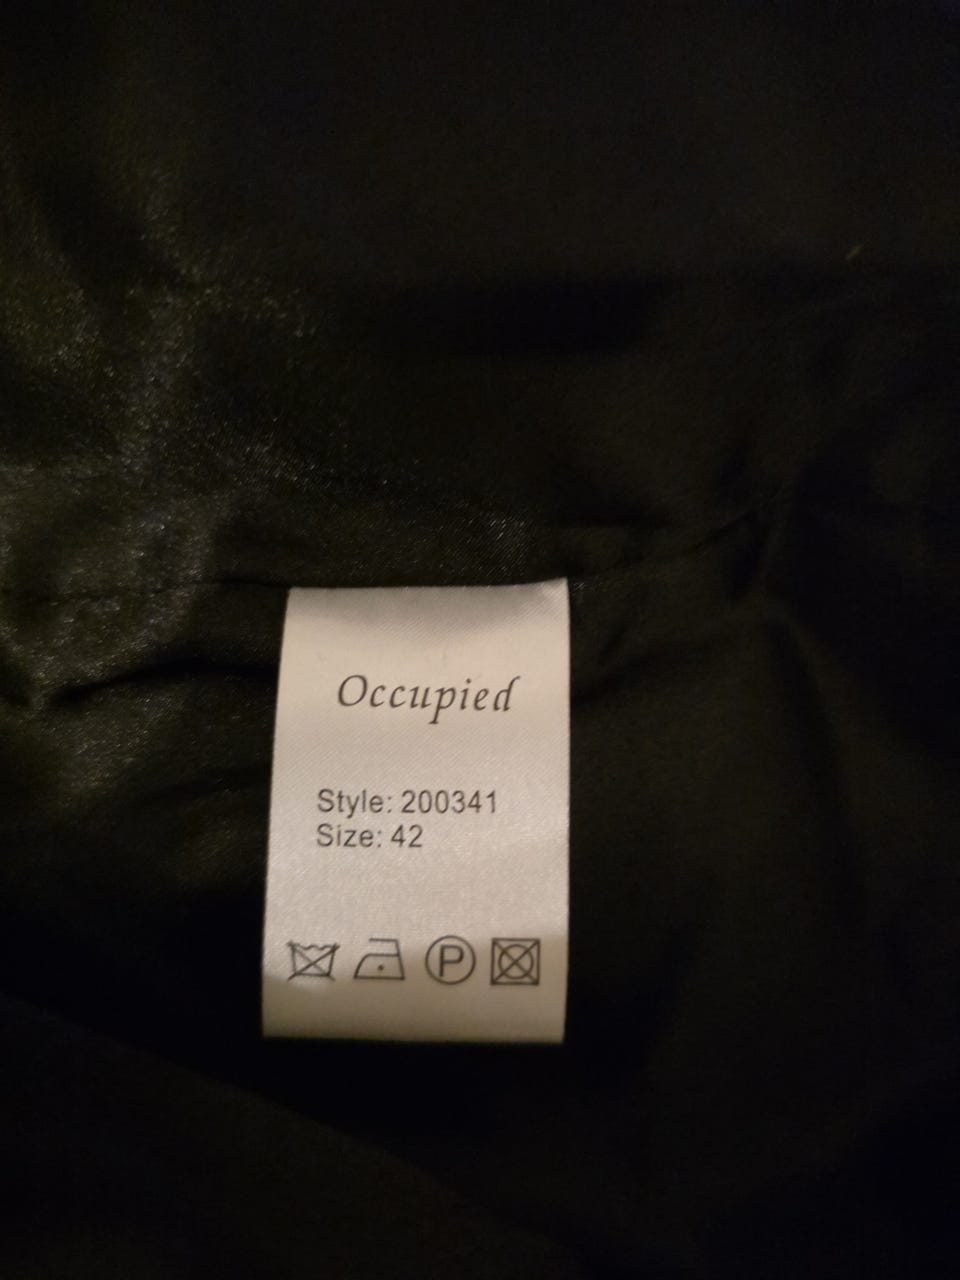 Occupied
Style: 200341
Size: 42
P